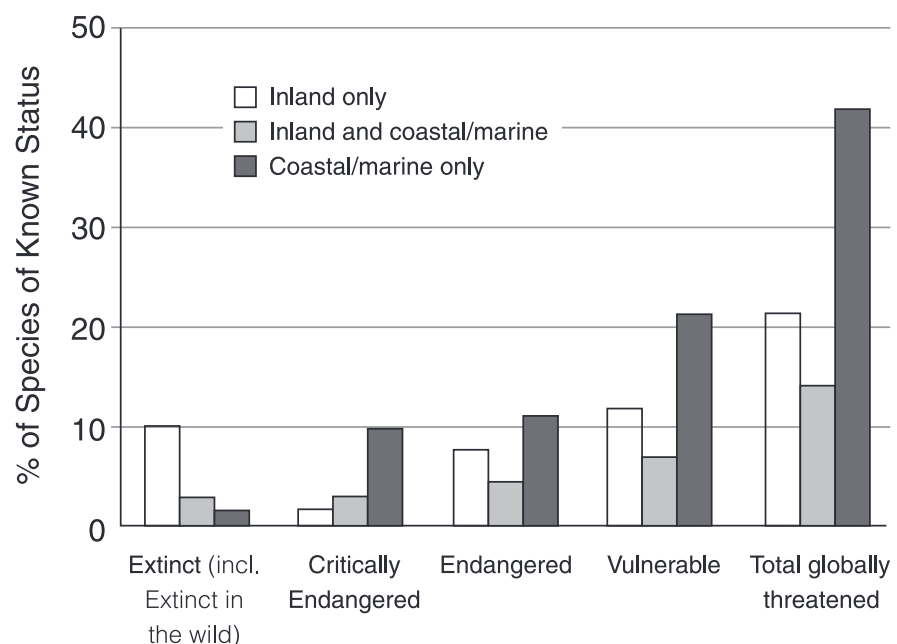 % of Species of Known Status
50
40
30
20
10
0
Inland only
Inland and coastal/marine
Coastal/marine only
Extinct (incl.
Extinct in
the wild)
Critically
Endangered
Endangered
Vulnerable
Total globally
threatened